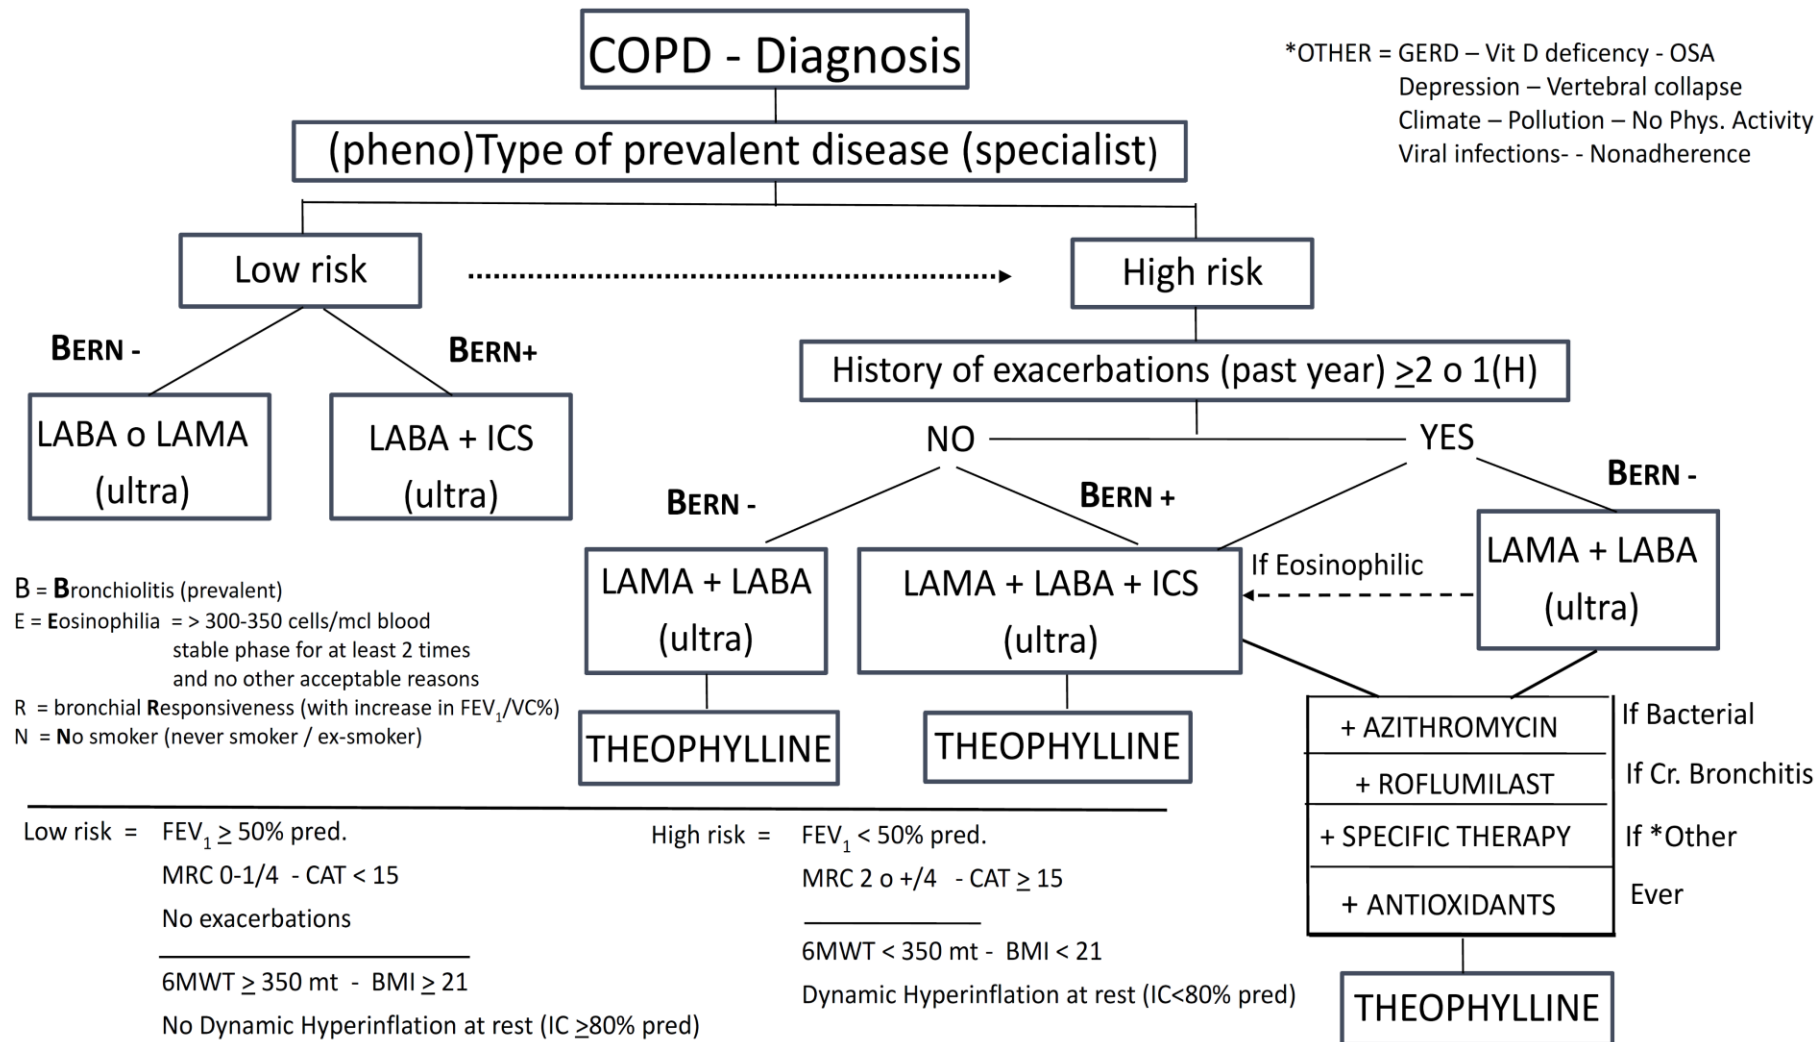 COPD - Diagnosis
*OTHER = GERD – Vit D deficency - OSA
Depression – Vertebral collapse
Climate – Pollution – No Phys. Activity
Viral infections- - Nonadherence
(pheno)Type of prevalent disease (specialist)
Low risk
High risk
BERN -
BERN+
History of exacerbations (past year) ≥2 o 1(H)
LABA o LAMA
(ultra)
LABA + ICS
(ultra)
NO
YES
BERN -
BERN +
BERN -
LAMA + LABA
(ultra)
LAMA + LABA + ICS
(ultra)
If Eosinophilic
LAMA + LABA
(ultra)
B = Bronchiolitis (prevalent)
E = Eosinophilia = > 300-350 cells/mcl blood
stable phase for at least 2 times
and no other acceptable reasons
R = bronchial Responsiveness (with increase in FEV1/VC%)
N = No smoker (never smoker / ex-smoker)
THEOPHYLLINE
THEOPHYLLINE
+ AZITHROMYCIN
If Bacterial
+ ROFLUMILAST
If Cr. Bronchitis
+ SPECIFIC THERAPY
If *Other
+ ANTIOXIDANTS
Ever
THEOPHYLLINE
Low risk = FEV1 ≥ 50% pred.
MRC 0-1/4 - CAT < 15
No exacerbations
6MWT ≥ 350 mt - BMI ≥ 21
No Dynamic Hyperinflation at rest (IC ≥80% pred)
High risk = FEV1 < 50% pred.
MRC 2 o +/4 - CAT ≥ 15
6MWT < 350 mt - BMI < 21
Dynamic Hyperinflation at rest (IC<80% pred)